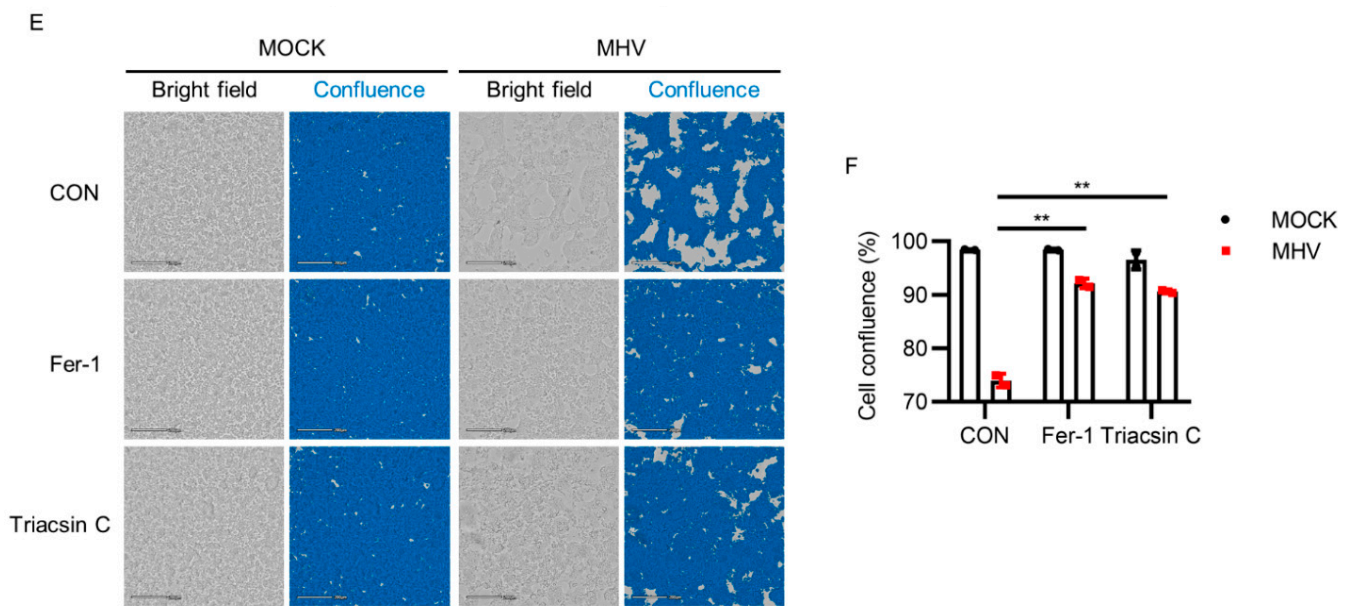 E
MOCK MHV
Bright field Confluence Bright field Confluence
CON
Fer-1
Triacsin C
F
** 
**
MOCK
MHV
Cell confluence (%)
100
90
80
70
CON Fer-1 Triacsin C